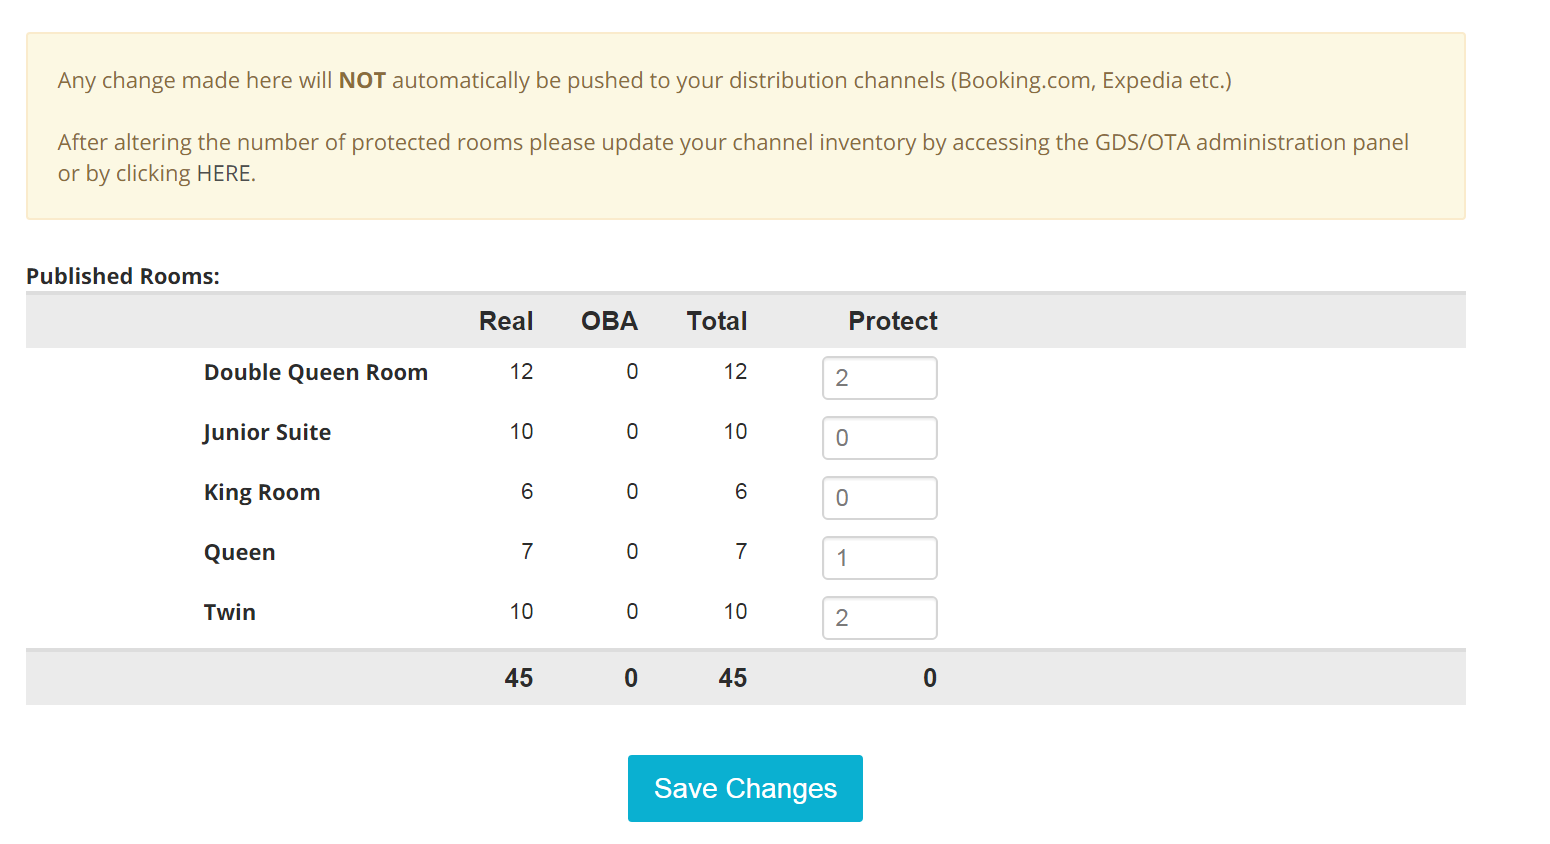 Any change made here will NOT automatically be pushed to your distribution channels (Booking.com, Expedia etc.)
After altering the number of protected rooms please update your channel inventory by accessing the GDS/OTA administration panel
or by clicking HERE.
Published Rooms:
Real OBA Total Protect
Double Queen Room 12 0 12 2
Junior Suite 10 0 10 0
King Room 6 0 6 0
Queen 7 0 7 1
Twin 10 0 10 2
45 0 45 0
Save Changes